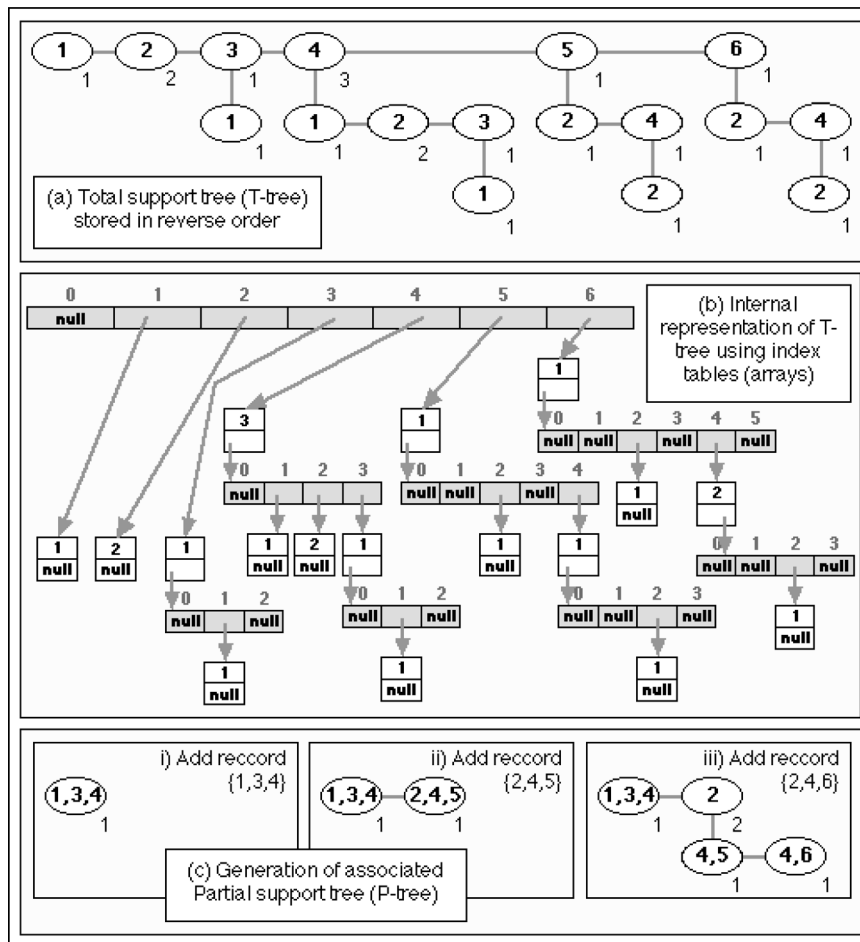 1 2 3 4 5 6
1 2 1 3 1 1
1 1 2 3 2 4 2 4
1 1 2 1 1 1 1 1
1 2 2
1 1 1
(a) Total support tree (T-tree)
stored in reverse order
0 1 2 3 4 5 6
null
(b) Internal
representation of T-
tree using index
tables (arrays)
1
3 1
0 1 2 3 4 5
null null null null
0 1 2 3
null
0 1 2 3 4
null null null
1 2
null
1 2 1 1 2 1 1 1
null null null null null
0 1 2 3
null null null
0 1 2
null null
0 1 2
null null
0 1 2 3
null null null
1
null
1 1 1
null null null
i) Add reccord
{1,3,4}
1,3,4
1
ii) Add reccord
{2,4,5}
1,3,4 2,4,5
1 1
iii) Add reccord
{2,4,6}
1,3,4 2
1 2
4,5 4,6
1 1
(c) Generation of associated
Partial support tree (P-tree)